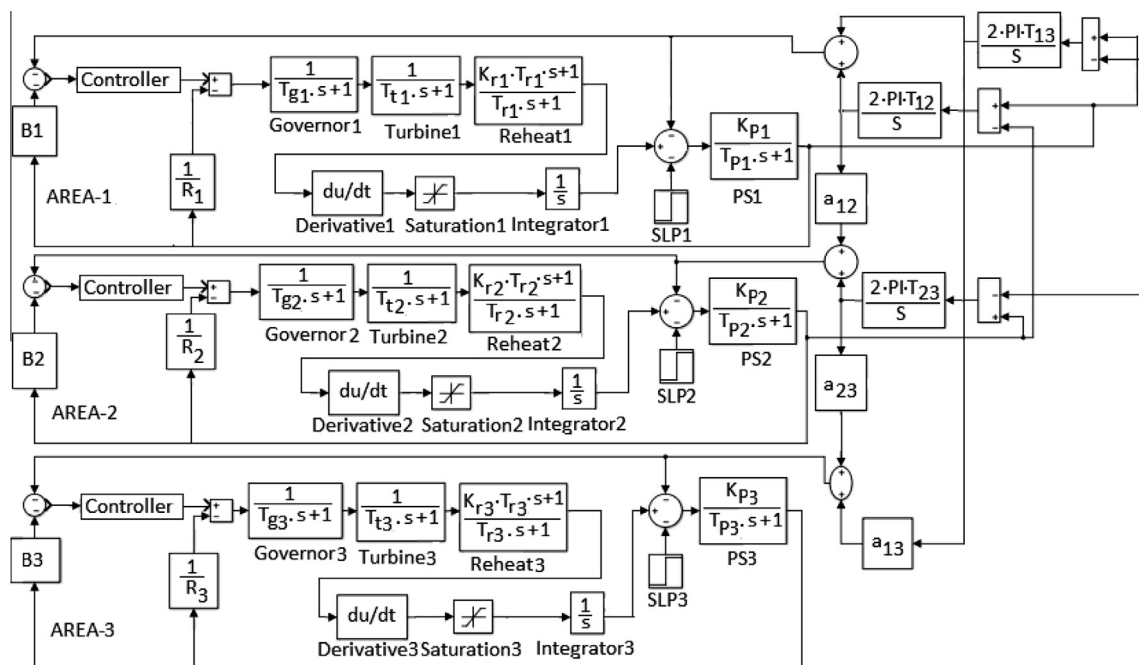 2·PI·T13
S
+
−
Controller
1
Tg1·s+1
Governor1
1
Tt1·s+1
Turbine1
Kr1·Tr1·s+1
Tr1·s+1
Reheat1
2·PI·T12
S
B1
1
R1
AREA-1
du/dt
Derivative1
Saturation1
1
s
Integrator1
SLP1
KP1
TP1·s+1
PS1
a12
Controller
1
Tg2·s+1
Governor2
1
Tt2·s+1
Turbine2
Kr2·Tr2·s+1
Tr2·s+1
Reheat2
KP2
TP2·s+1
PS2
2·PI·T23
S
B2
1
R2
AREA-2
du/dt
Derivative2
Saturation2
1
s
Integrator2
SLP2
a23
Controller
1
Tg3·s+1
Governor3
1
Tt3·s+1
Turbine3
Kr3·Tr3·s+1
Tr3·s+1
Reheat3
KP3
TP3·s+1
PS3
a13
B3
1
R3
AREA-3
du/dt
Derivative3
Saturation3
1
s
Integrator3
SLP3